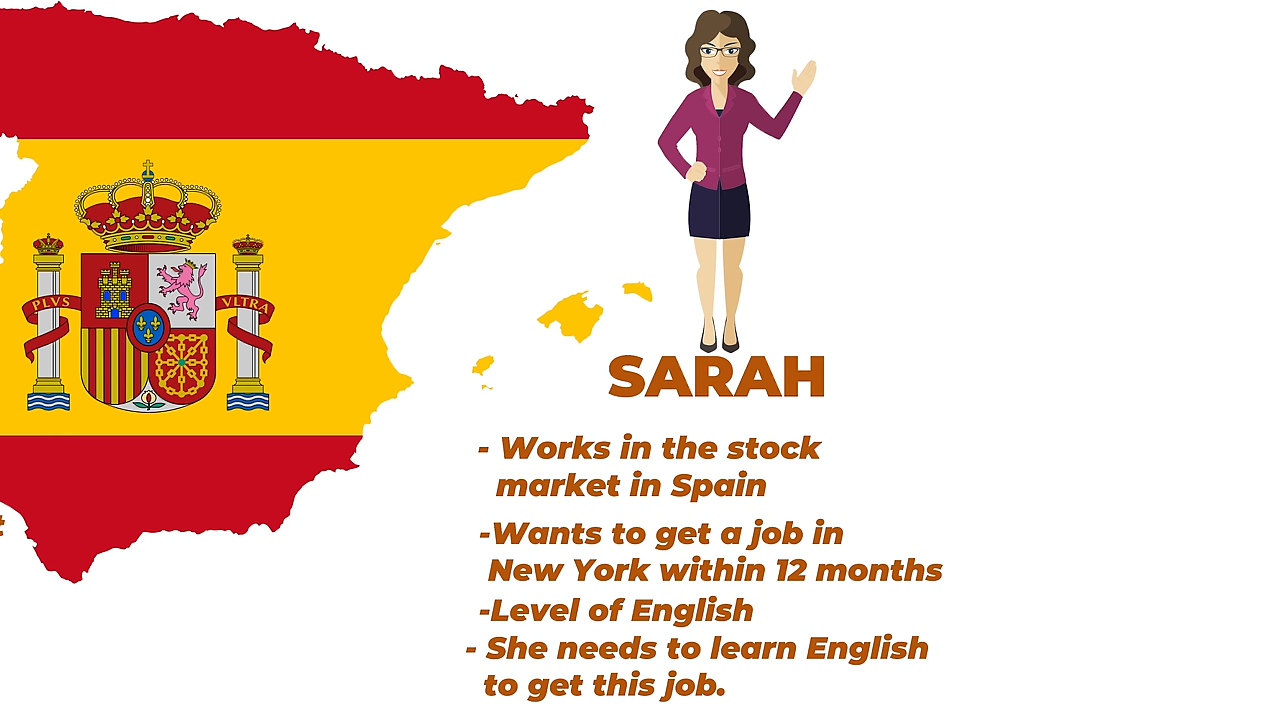 PLVS
VLTRA
SARAH
- Works in the stock
market in Spain
-Wants to get a job in
New York within 12 months
-Level of English
- She needs to learn English
to get this job.